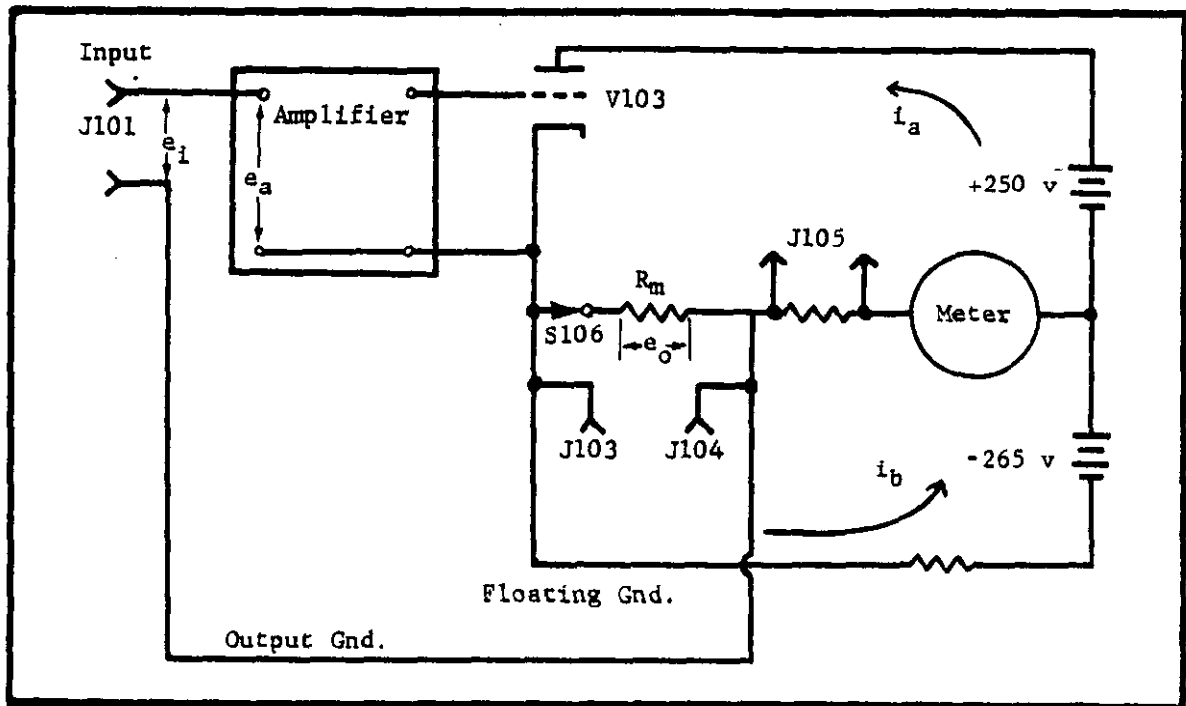 Input
J101
e_i
Amplifier
e_a
V103
i_a
+250 v
J105
R_m
S106
e_o
Meter
J103
J104
-265 v
i_b
Floating Gnd.
Output Gnd.